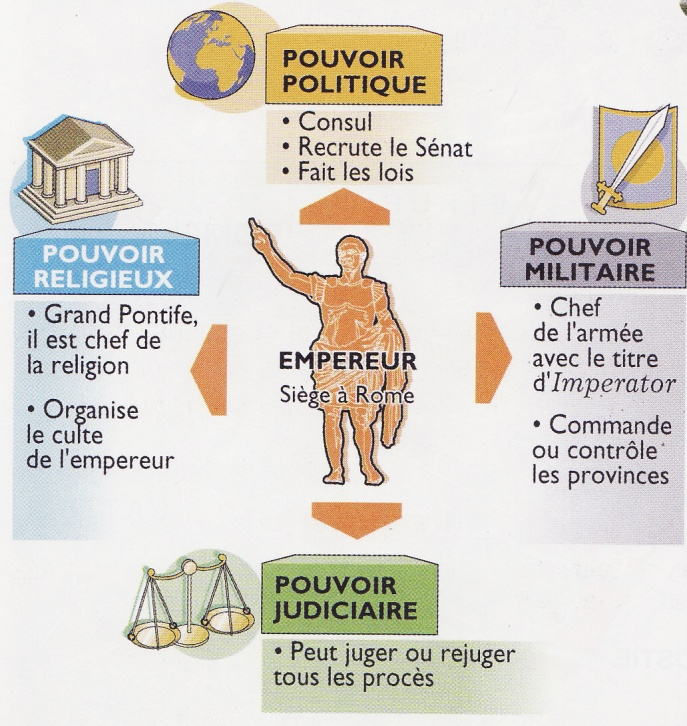 POUVOIR
POLITIQUE
• Consul
• Recrute le Sénat
• Fait les lois
POUVOIR
RELIGIEUX
• Grand Pontife,
il est chef de
la religion
• Organise
le culte
de l'empereur
EMPEREUR
Siège à Rome
POUVOIR
MILITAIRE
• Chef
de l'armée
avec le titre
d'Imperator
• Commande
ou contrôle
les provinces
POUVOIR
JUDICIAIRE
• Peut juger ou rejuger
tous les procès